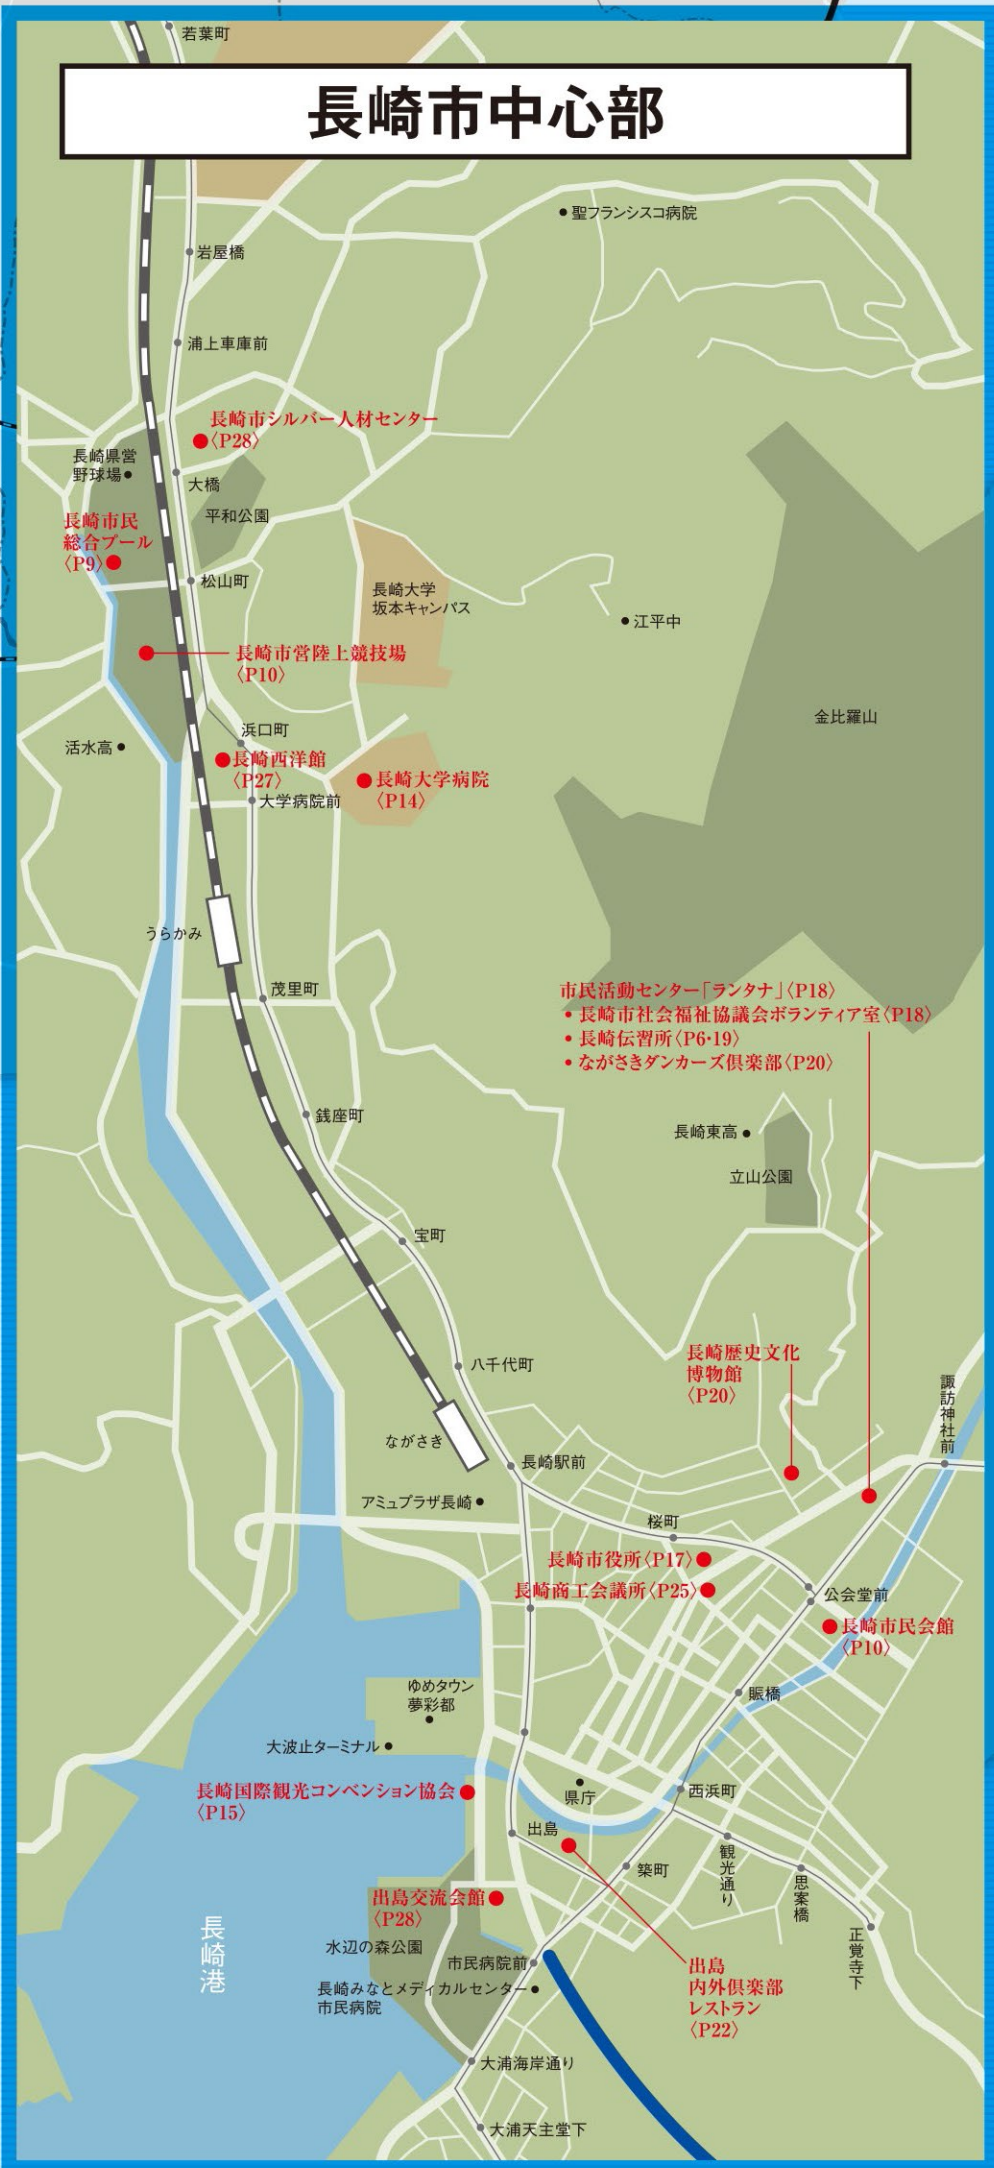 若葉町
長崎市中心部
聖フランシスコ病院
岩屋橋
浦上車庫前
長崎市シルバー人材センター
〈P28〉
長崎県営
野球場
大橋
平和公園
長崎市民
総合プール
〈P9〉
松山町
長崎大学
坂本キャンパス
江平中
長崎市営陸上競技場
〈P10〉
金比羅山
浜口町
活水高
長崎西洋館
〈P27〉
長崎大学病院
〈P14〉
大学病院前
うらかみ
茂里町
市民活動センター「ランタナ」〈P18〉
・長崎市社会福祉協議会ボランティア室〈P18〉
・長崎伝習所〈P6・19〉
・ながさきダンカーズ倶楽部〈P20〉
銭座町
長崎東高
立山公園
宝町
長崎歴史文化
博物館
〈P20〉
八千代町
諏訪神社前
ながさき
長崎駅前
アミュプラザ長崎
桜町
長崎市役所〈P17〉
長崎商工会議所〈P25〉
公会堂前
長崎市民会館
〈P10〉
ゆめタウン
夢彩都
賑橋
大波止ターミナル
長崎国際観光コンベンション協会
〈P15〉
県庁
西浜町
出島
観光通り
築町
思案橋
出島交流会館
〈P28〉
長崎港
水辺の森公園
市民病院前
正覚寺下
長崎みなとメディカルセンター
市民病院
出島
内外倶楽部
レストラン
〈P22〉
大浦海岸通り
大浦天主堂下